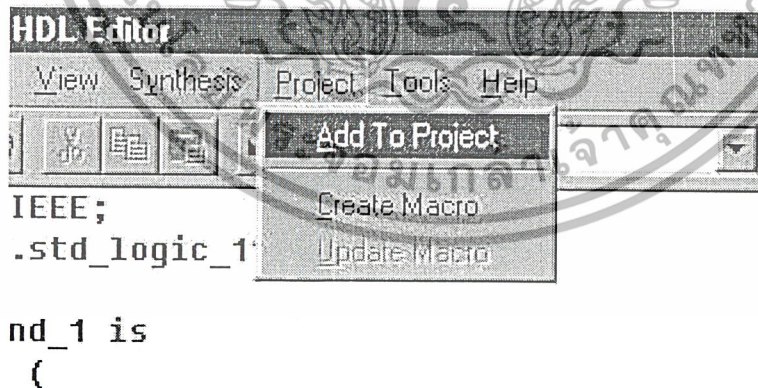 HDL Editor
View Synthesis Project Tools Help
Add To Project
Create Macro
Update Macro
IEEE;
.std_logic_1
nd_1 is
(